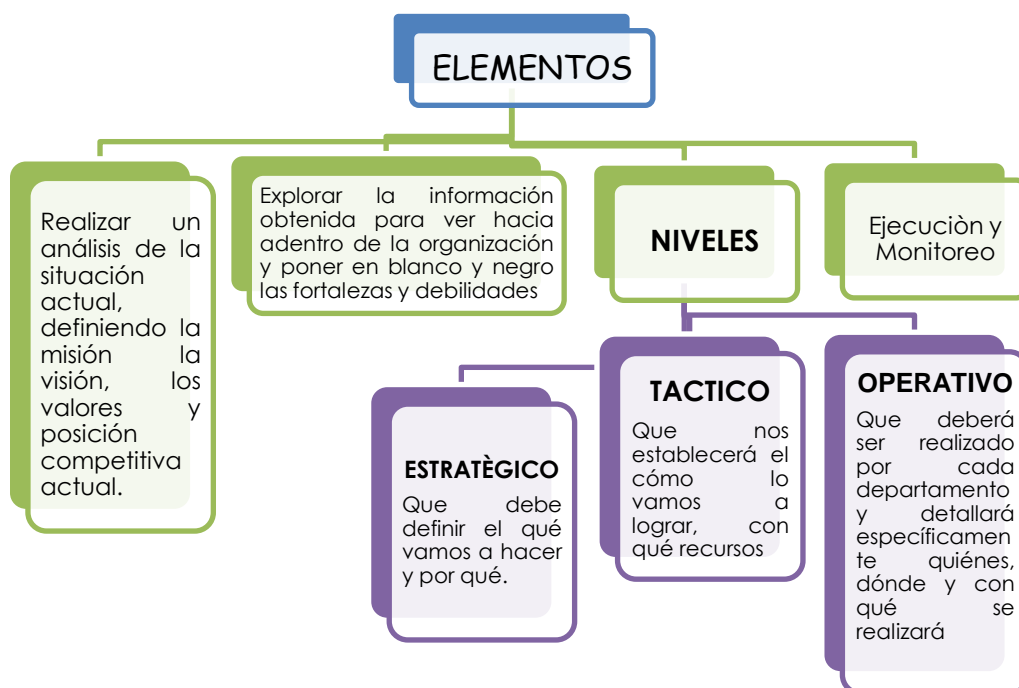 ELEMENTOS
Realizar un
análisis de la
situación
actual,
definiendo la
misión la
visión, los
valores y
posición
competitiva
actual.
Explorar la información
obtenida para ver hacia
adentro de la organización
y poner en blanco y negro
las fortalezas y debilidades
NIVELES
Ejecuciòn y
Monitoreo
ESTRATÈGICO
Que debe
definir el qué
vamos a hacer
y por qué.
TACTICO
Que nos
establecerá el
cómo lo
vamos a
lograr, con
qué recursos
OPERATIVO
Que deberá
ser realizado
por cada
departamento
y detallará
específicamen
te quiénes,
dónde y con
qué se
realizará